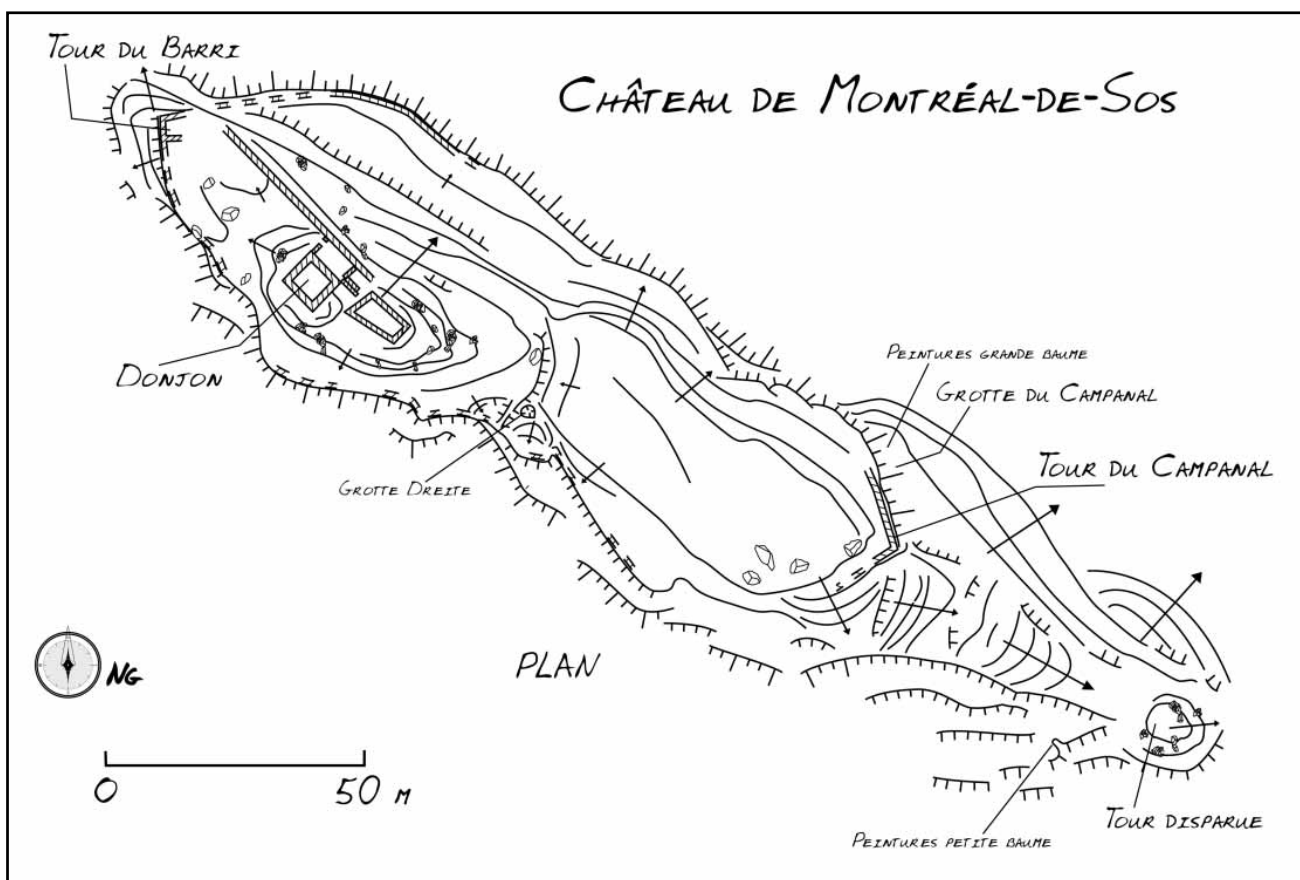 Tour du Barri
Château de Montréal-de-Sos
Peintures grande baume
Grotte du Campanal
Tour du Campanal
Donjon
Grotte Dreite
NG
PLAN
0 50 m
Tour disparue
Peintures petite baume